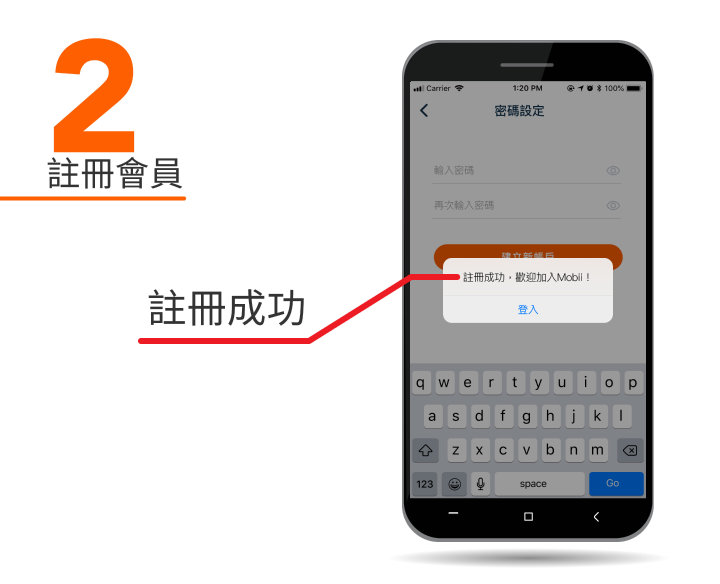 2
註冊會員
註冊成功
Carrier
1:20 PM
100%
密碼設定
輸入密碼
再次輸入密碼
建立新帳戶
註冊成功，歡迎加入Mobii！
登入
q w e r t y u i o p
a s d f g h j k l
z x c v b n m
123 space Go